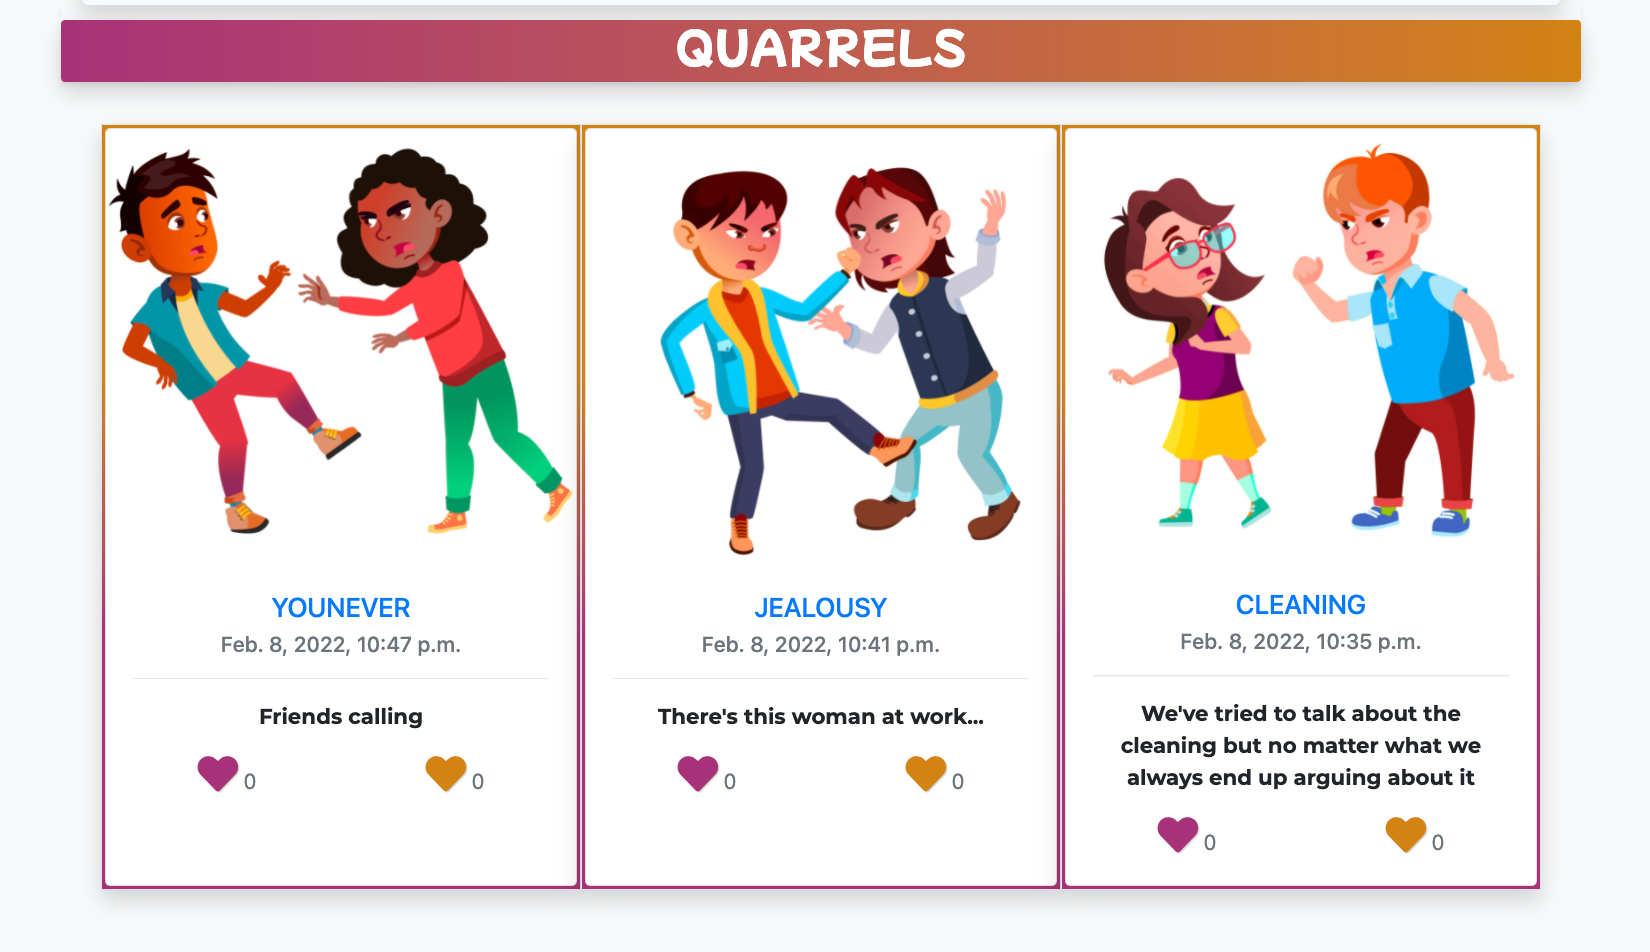 QUARRELS
YOUNEVER
Feb. 8, 2022, 10:47 p.m.
Friends calling
0 0
JEALOUSY
Feb. 8, 2022, 10:41 p.m.
There's this woman at work...
0 0
CLEANING
Feb. 8, 2022, 10:35 p.m.
We've tried to talk about the
cleaning but no matter what we
always end up arguing about it
0 0